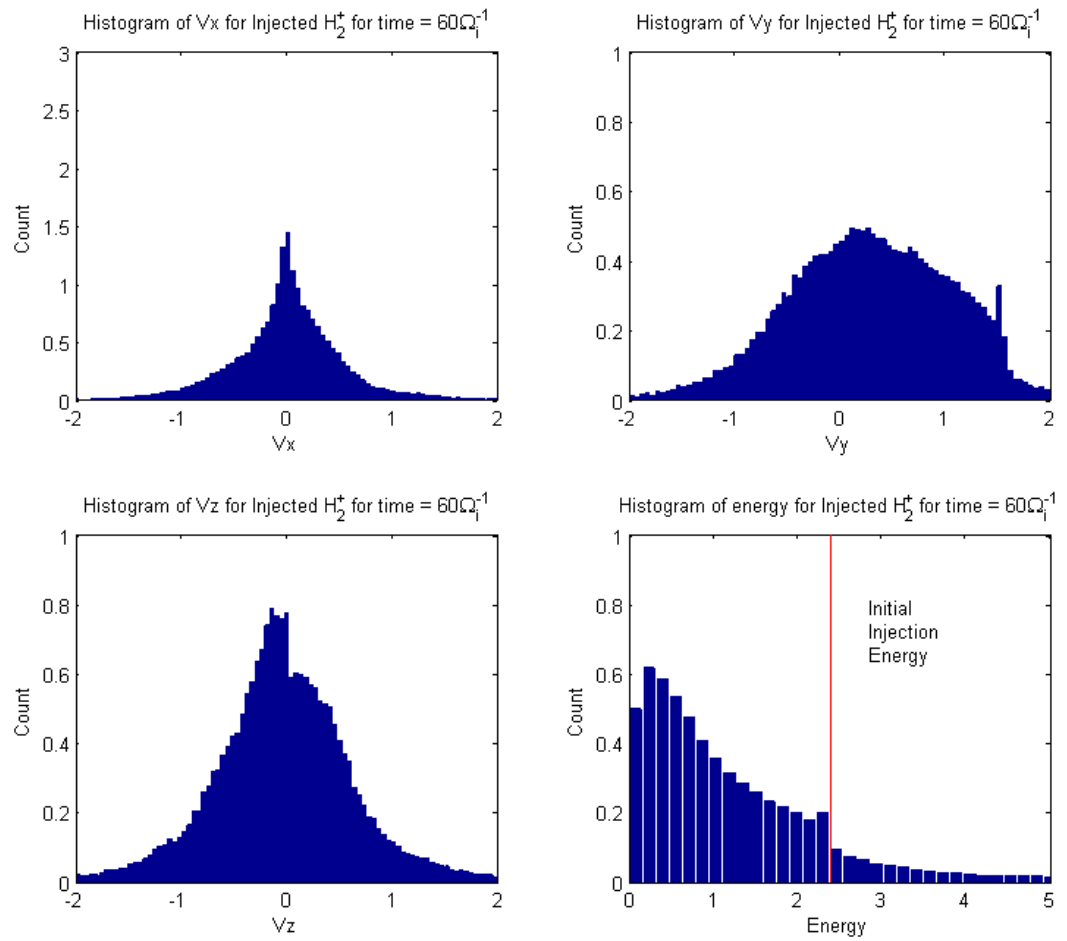 Histogram of Vx for Injected H₂⁺ for time = 60Ωᵢ⁻¹
3
2.5
2
1.5
1
0.5
0
Count
-2 -1 0 1 2
Vx
Histogram of Vy for Injected H₂⁺ for time = 60Ωᵢ⁻¹
1
0.8
0.6
0.4
0.2
0
Count
-2 -1 0 1 2
Vy
Histogram of Vz for Injected H₂⁺ for time = 60Ωᵢ⁻¹
1
0.8
0.6
0.4
0.2
0
Count
-2 -1 0 1 2
Vz
Histogram of energy for Injected H₂⁺ for time = 60Ωᵢ⁻¹
1
0.8
0.6
0.4
0.2
0
Count
Initial
Injection
Energy
0 1 2 3 4 5
Energy